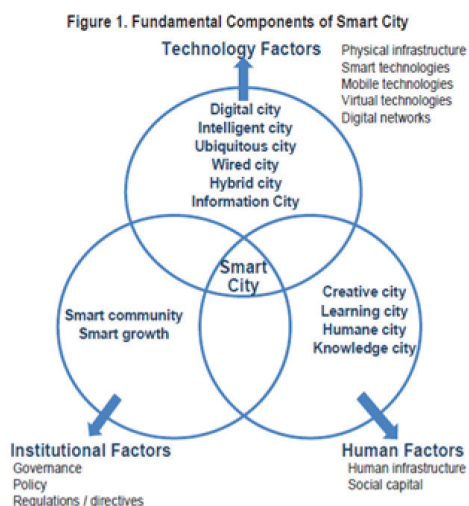 Figure 1. Fundamental Components of Smart City
Technology Factors
Physical infrastructure
Smart technologies
Mobile technologies
Virtual technologies
Digital networks
Digital city
Intelligent city
Ubiquitous city
Wired city
Hybrid city
Information City
Smart
City
Smart community
Smart growth
Creative city
Learning city
Humane city
Knowledge city
Institutional Factors
Governance
Policy
Regulations / directives
Human Factors
Human infrastructure
Social capital